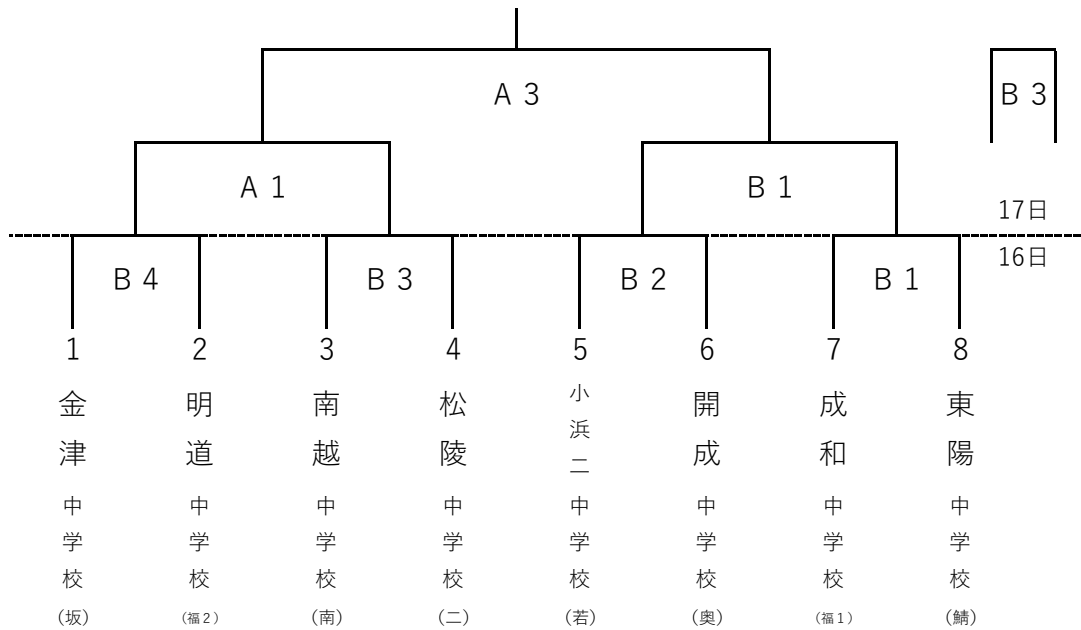 A 3
B 3
A 1
B 1
17日
16日
B 4
B 3
B 2
B 1
1
2
3
4
5
6
7
8
金津中学校(坂)
明道中学校(福2)
南越中学校(南)
松陵中学校(二)
小浜二中学校(若)
開成中学校(奥)
成和中学校(福1)
東陽中学校(鯖)